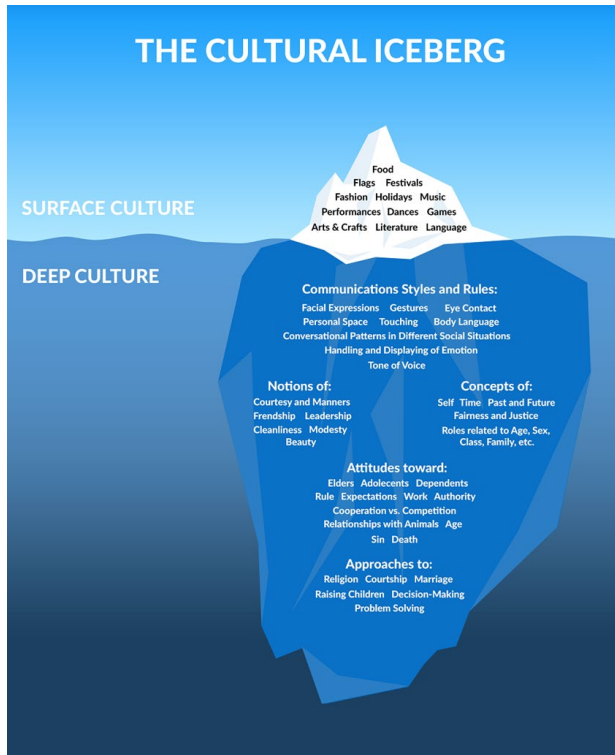 THE CULTURAL ICEBERG
Food
Flags Festivals
Fashion Holidays Music
Performances Dances Games
Arts & Crafts Literature Language
SURFACE CULTURE
DEEP CULTURE
Communications Styles and Rules:
Facial Expressions Gestures Eye Contact
Personal Space Touching Body Language
Conversational Patterns in Different Social Situations
Handling and Displaying of Emotion
Tone of Voice
Notions of:
Courtesy and Manners
Frendship Leadership
Cleanliness Modesty
Beauty
Concepts of:
Self Time Past and Future
Fairness and Justice
Roles related to Age, Sex,
Class, Family, etc.
Attitudes toward:
Elders Adolecents Dependents
Rule Expectations Work Authority
Cooperation vs. Competition
Relationships with Animals Age
Sin Death
Approaches to:
Religion Courtship Marriage
Raising Children Decision-Making
Problem Solving